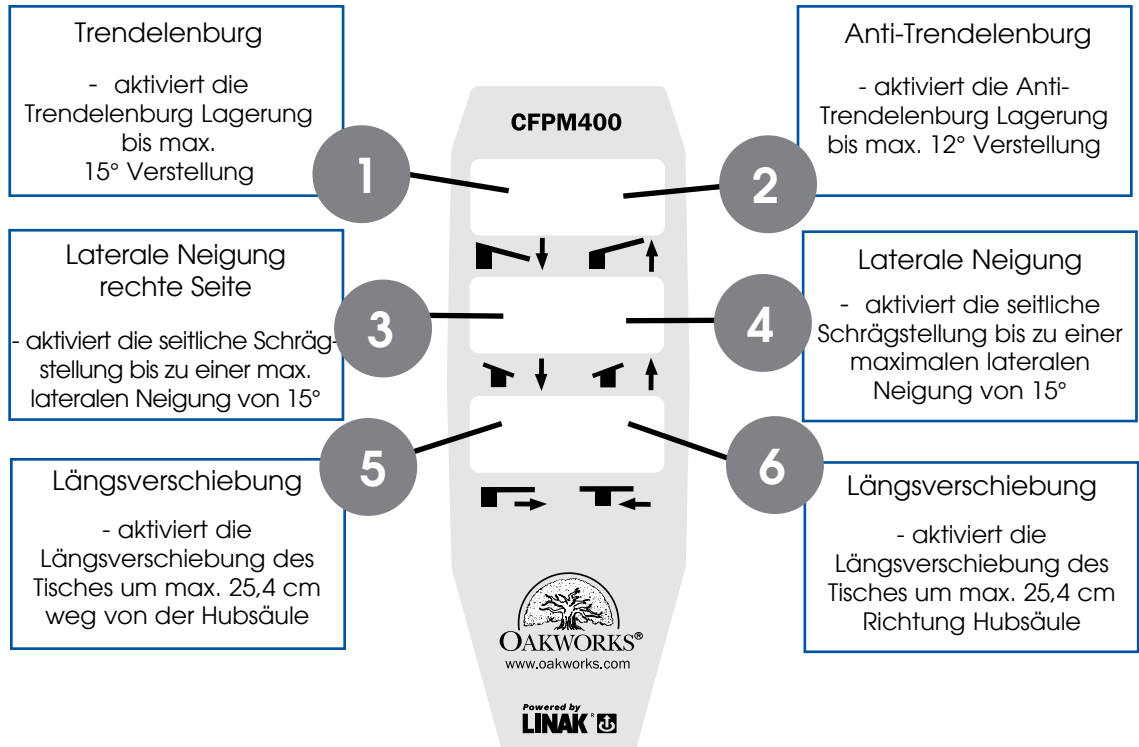 Trendelenburg
- aktiviert die
Trendelenburg Lagerung
bis max.
15° Verstellung
Anti-Trendelenburg
- aktiviert die Anti-
Trendelenburg Lagerung
bis max. 12° Verstellung
CFPM400
1
2
Laterale Neigung
rechte Seite
- aktiviert die seitliche Schräg-
stellung bis zu einer max.
lateralen Neigung von 15°
Laterale Neigung
- aktiviert die seitliche
Schrägstellung bis zu einer
maximalen lateralen
Neigung von 15°
3
4
5
6
Längsverschiebung
- aktiviert die
Längsverschiebung des
Tisches um max. 25,4 cm
weg von der Hubsäule
Längsverschiebung
- aktiviert die
Längsverschiebung des
Tisches um max. 25,4 cm
Richtung Hubsäule
OAKWORKS®
www.oakworks.com
Powered by
LINAK®